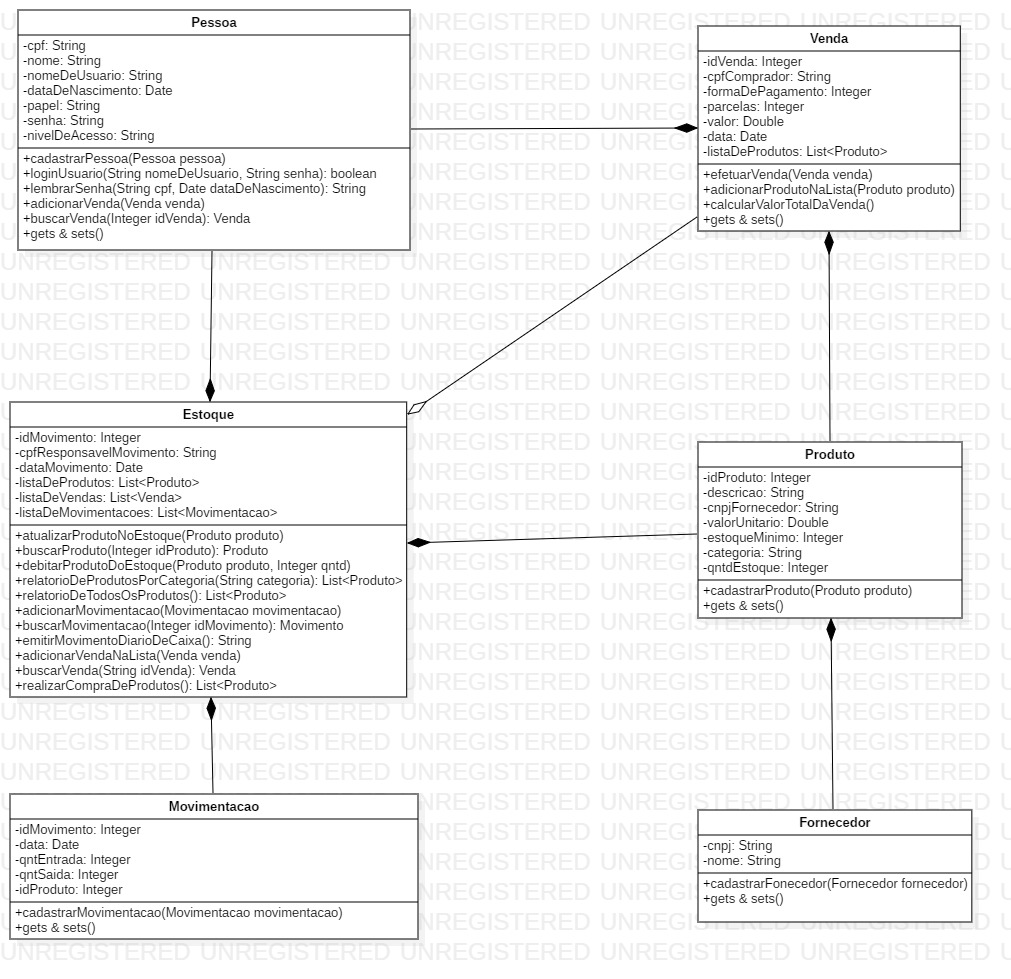 Pessoa
-cpf: String
-nome: String
-nomeDeUsuario: String
-dataDeNascimento: Date
-papel: String
-senha: String
-nivelDeAcesso: String
+cadastrarPessoa(Pessoa pessoa)
+loginUsuario(String nomeDeUsuario, String senha): boolean
+lembrarSenha(String cpf, Date dataDeNascimento): String
+adicionarVenda(Venda venda)
+buscarVenda(Integer idVenda): Venda
+gets & sets()
Venda
-idVenda: Integer
-cpfComprador: String
-formaDePagamento: Integer
-parcelas: Integer
-valor: Double
-data: Date
-listaDeProdutos: List<Produto>
+efetuarVenda(Venda venda)
+adicionarProdutoNaLista(Produto produto)
+calcularValorTotalDaVenda()
+gets & sets()
Estoque
-idMovimento: Integer
-cpfResponsavelMovimento: String
-dataMovimento: Date
-listaDeProdutos: List<Produto>
-listaDeVendas: List<Venda>
-listaDeMovimentacoes: List<Movimentacao>
+atualizarProdutoNoEstoque(Produto produto)
+buscarProduto(Integer idProduto): Produto
+debitarProdutoDoEstoque(Produto produto, Integer qntd)
+relatorioDeProdutosPorCategoria(String categoria): List<Produto>
+relatorioDeTodosOsProdutos(): List<Produto>
+adicionarMovimentacao(Movimentacao movimentacao)
+buscarMovimentacao(Integer idMovimento): Movimento
+emitirMovimentoDiarioDeCaixa(): String
+adicionarVendaNaLista(Venda venda)
+buscarVenda(String idVenda): Venda
+realizarCompraDeProdutos(): List<Produto>
Produto
-idProduto: Integer
-descricao: String
-cnpjFornecedor: String
-valorUnitario: Double
-estoqueMinimo: Integer
-categoria: String
-qntdEstoque: Integer
+cadastrarProduto(Produto produto)
+gets & sets()
Movimentacao
-idMovimento: Integer
-data: Date
-qntEntrada: Integer
-qntSaida: Integer
-idProduto: Integer
+cadastrarMovimentacao(Movimentacao movimentacao)
+gets & sets()
Fornecedor
-cnpj: String
-nome: String
+cadastrarFonecedor(Fornecedor fornecedor)
+gets & sets()
UNREGISTERED